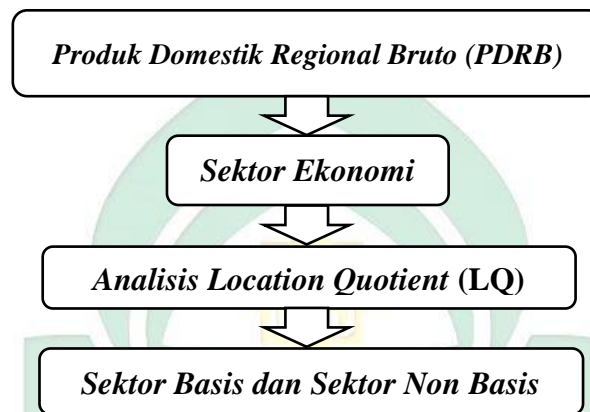 Produk Domestik Regional Bruto (PDRB)
Sektor Ekonomi
Analisis Location Quotient (LQ)
Sektor Basis dan Sektor Non Basis